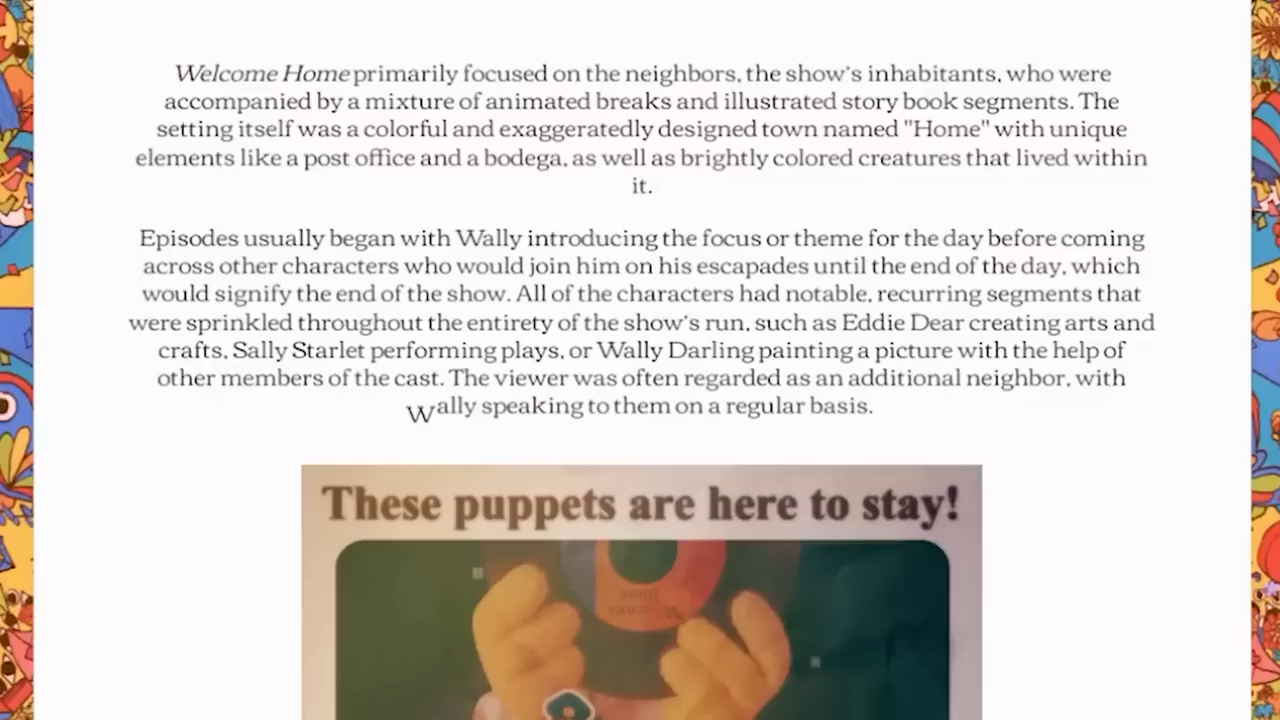 Welcome Home primarily focused on the neighbors, the show's inhabitants, who were
accompanied by a mixture of animated breaks and illustrated story book segments. The
setting itself was a colorful and exaggeratedly designed town named "Home" with unique
elements like a post office and a bodega, as well as brightly colored creatures that lived within
it.
Episodes usually began with Wally introducing the focus or theme for the day before coming
across other characters who would join him on his escapades until the end of the day, which
would signify the end of the show. All of the characters had notable, recurring segments that
were sprinkled throughout the entirety of the show's run, such as Eddie Dear creating arts and
crafts, Sally Starlet performing plays, or Wally Darling painting a picture with the help of
other members of the cast. The viewer was often regarded as an additional neighbor, with
Wally speaking to them on a regular basis.
These puppets are here to stay!